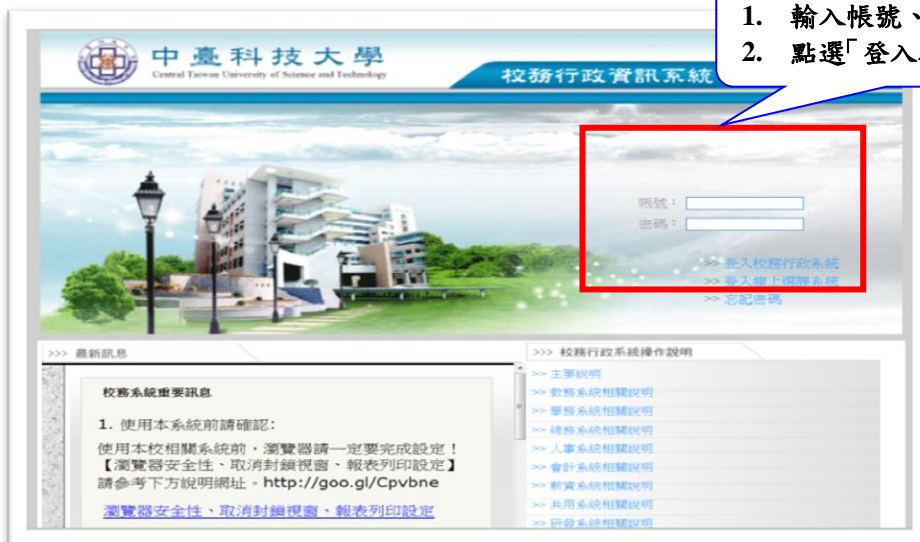 1. 輸入帳號、
2. 點選「登入
中臺科技大學
Central Taiwan University of Science and Technology
校務行政資訊系統
帳號：
密碼：
>> 登入校務行政系統
>> 登入線上選課系統
>> 忘記密碼
>>> 最新訊息
校務系統重要訊息
1. 使用本系統前請確認:
使用本校相關系統前，瀏覽器請一定要完成設定！
【瀏覽器安全性、取消封鎖視窗、報表列印設定】
請參考下方說明網址。http://goo.gl/Cpvbne
瀏覽器安全性、取消封鎖視窗、報表列印設定
>>> 校務行政系統操作說明
>> 主要說明
>> 教務系統相關說明
>> 學務系統相關說明
>> 總務系統相關說明
>> 人事系統相關說明
>> 會計系統相關說明
>> 薪資系統相關說明
>> 共用系統相關說明
>> 研發系統相關說明